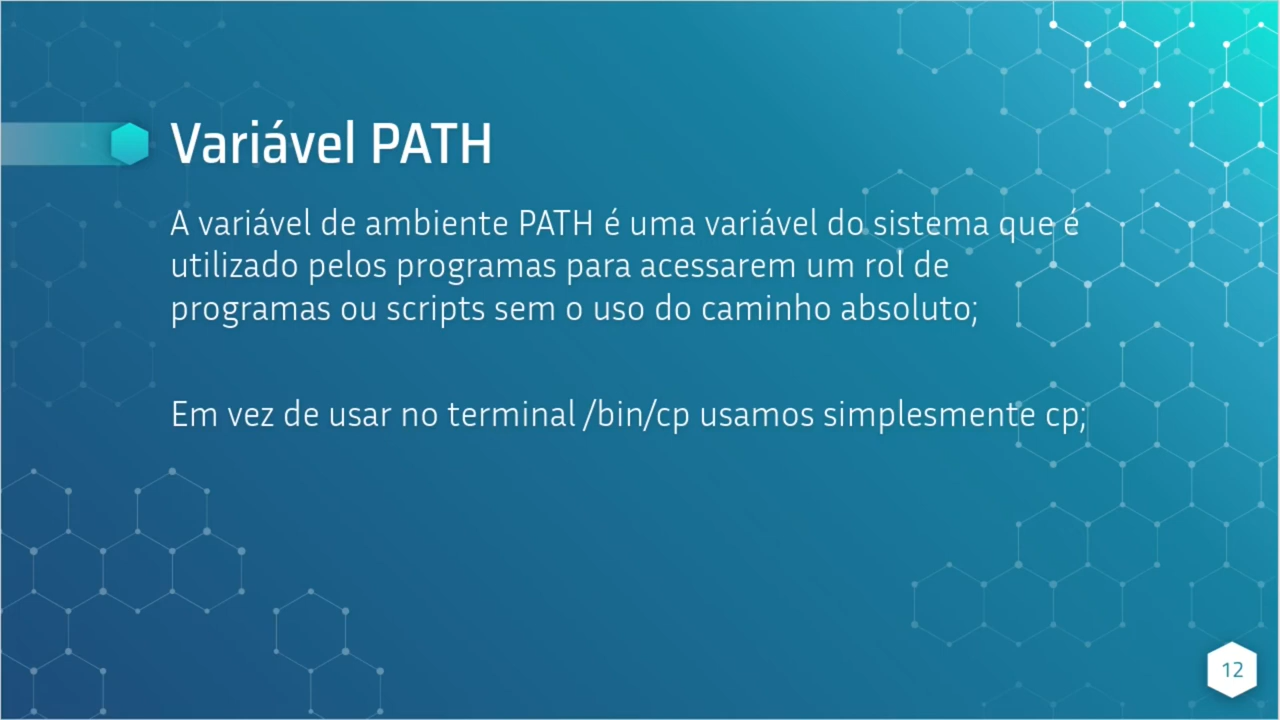 Variável PATH
A variável de ambiente PATH é uma variável do sistema que é
utilizado pelos programas para acessarem um rol de
programas ou scripts sem o uso do caminho absoluto;
Em vez de usar no terminal /bin/cp usamos simplesmente cp;
12